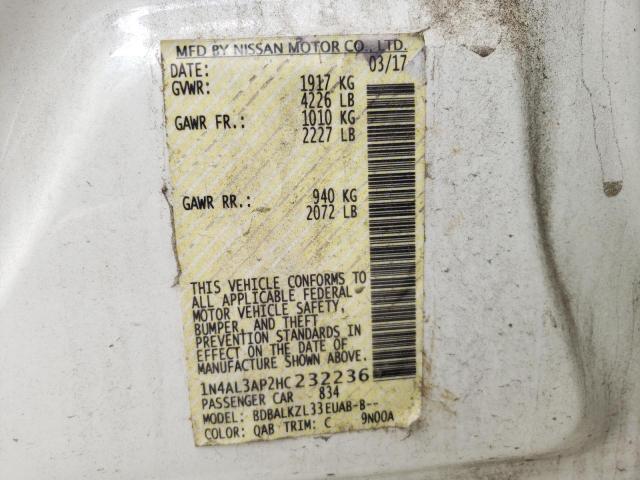 MFD BY NISSAN MOTOR CO., LTD.
DATE: 03/17
GVWR: 1917 KG
4226 LB
GAWR FR.: 1010 KG
2227 LB
GAWR RR.: 940 KG
2072 LB
THIS VEHICLE CONFORMS TO
ALL APPLICABLE FEDERAL
MOTOR VEHICLE SAFETY,
BUMPER, AND THEFT
PREVENTION STANDARDS IN
EFFECT ON THE DATE OF
MANUFACTURE SHOWN ABOVE.
1N4AL3AP2HC232236
PASSENGER CAR 834
MODEL: BDBALKZL33EUAB-B--
COLOR: QAB TRIM: C 9N00A